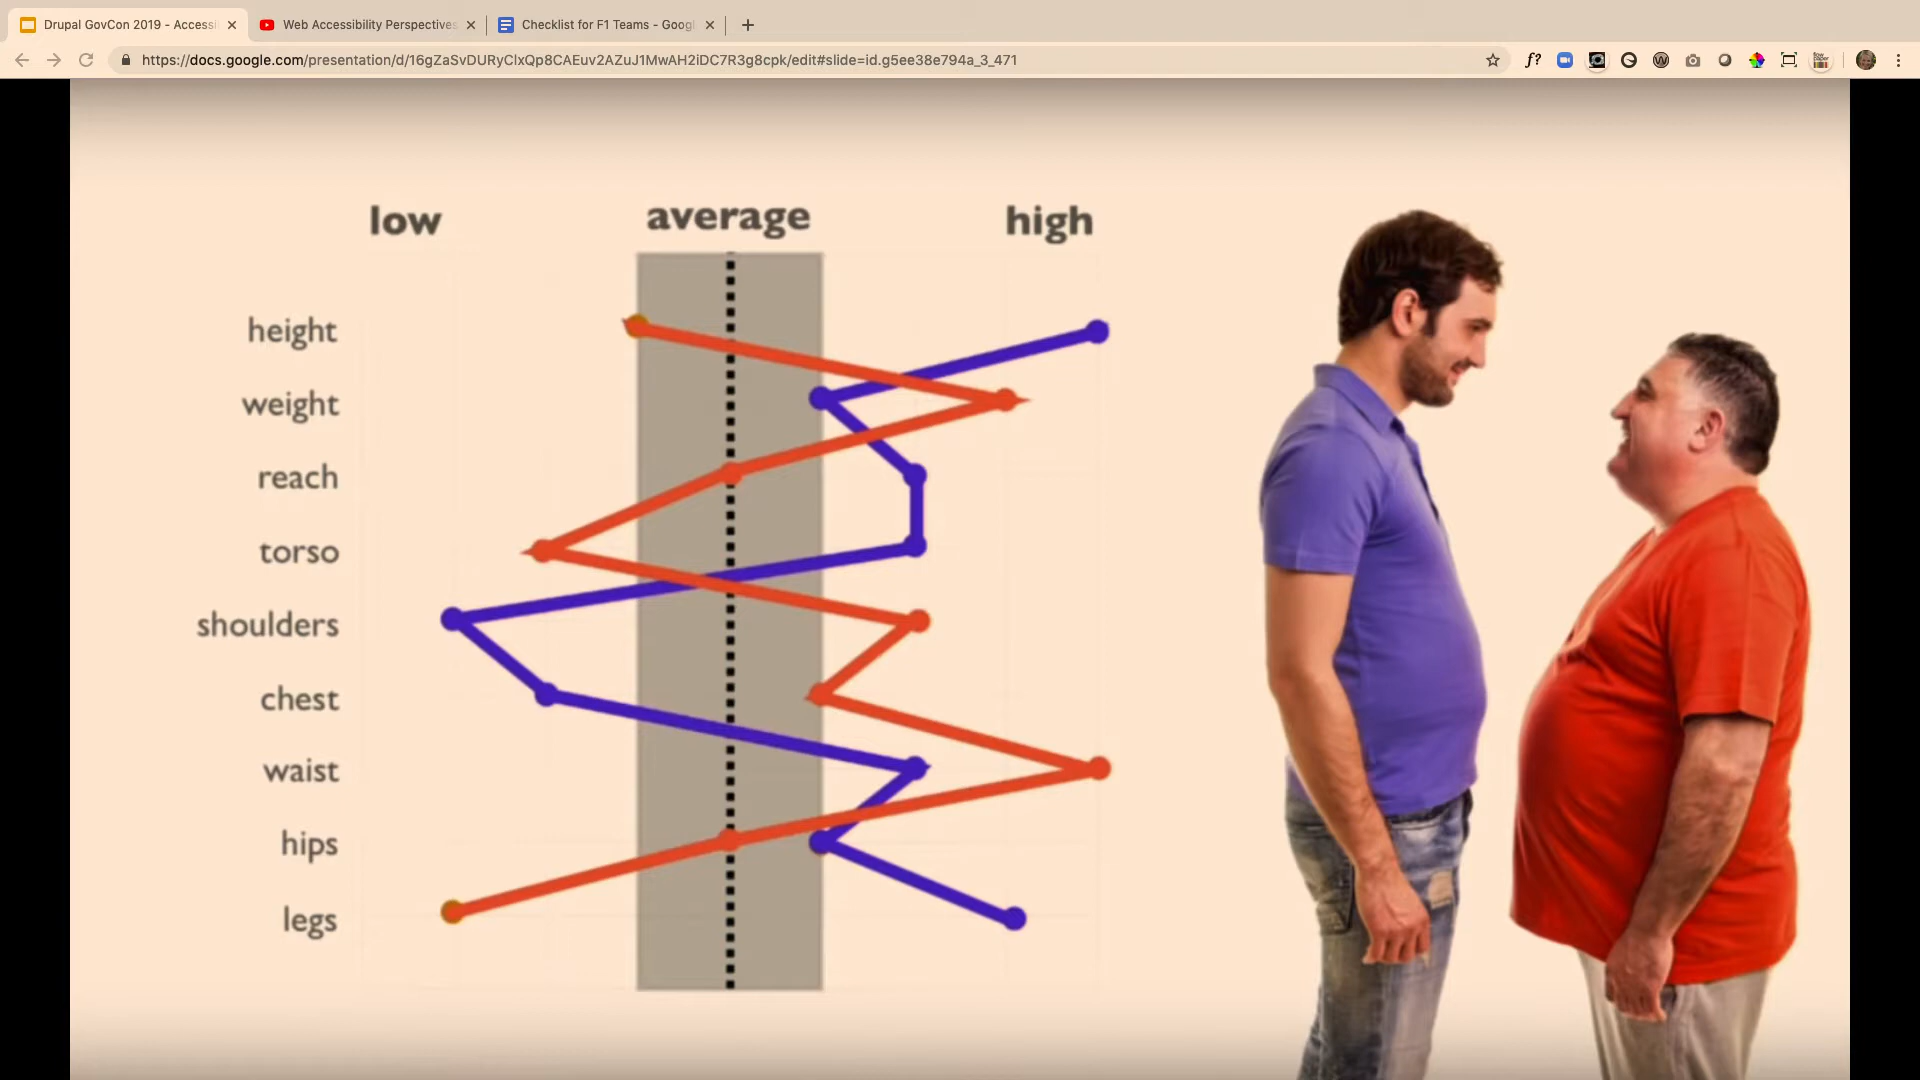 Drupal GovCon 2019 - Accessi
Web Accessibility Perspectives
Checklist for F1 Teams - Googl
https://docs.google.com/presentation/d/16gZaSvDURyClxQp8CAEuv2AZuJ1MwAH2iDC7R3g8cpk/edit#slide=id.g5ee38e794a_3_471
f?
low average high
height
weight
reach
torso
shoulders
chest
waist
hips
legs